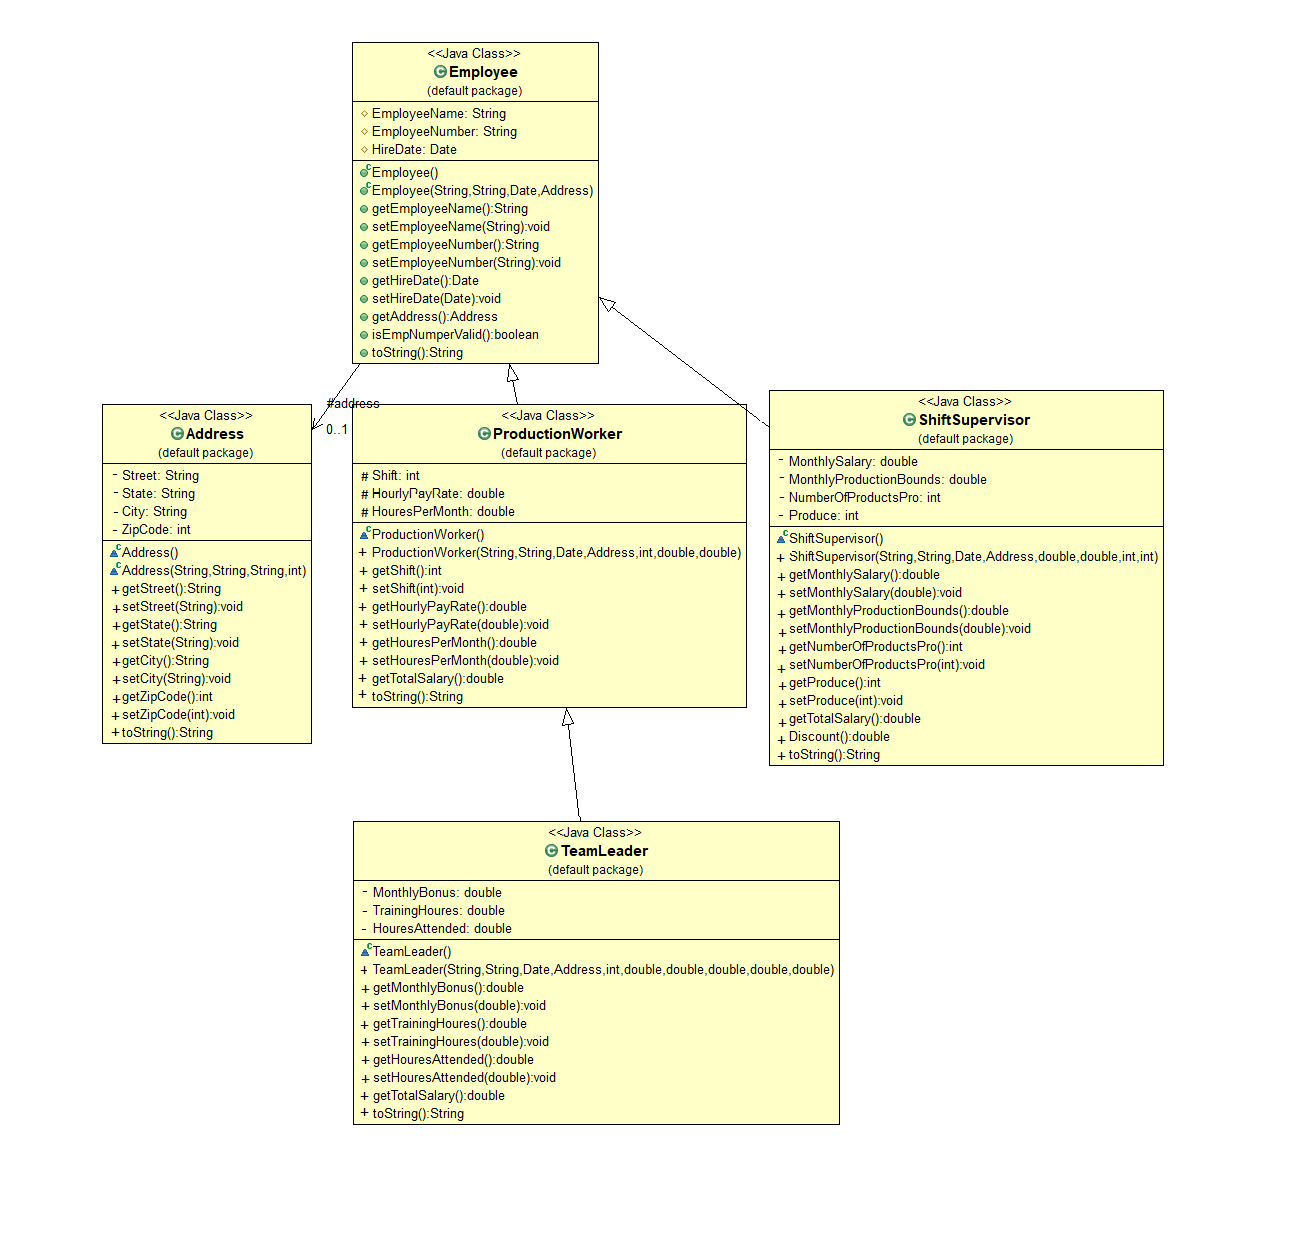 <<Java Class>>
Employee
(default package)
EmployeeName: String
EmployeeNumber: String
HireDate: Date
Employee()
Employee(String,String,Date,Address)
getEmployeeName():String
setEmployeeName(String):void
getEmployeeNumber():String
setEmployeeNumber(String):void
getHireDate():Date
setHireDate(Date):void
getAddress():Address
isEmpNumperValid():boolean
toString():String
#address
0..1
<<Java Class>>
Address
(default package)
- Street: String
- State: String
- City: String
- ZipCode: int
Address()
Address(String,String,String,int)
+ getStreet():String
+ setStreet(String):void
+ getState():String
+ setState(String):void
+ getCity():String
+ setCity(String):void
+ getZipCode():int
+ setZipCode(int):void
+ toString():String
<<Java Class>>
ProductionWorker
(default package)
# Shift: int
# HourlyPayRate: double
# HouresPerMonth: double
ProductionWorker()
+ ProductionWorker(String,String,Date,Address,int,double,double)
+ getShift():int
+ setShift(int):void
+ getHourlyPayRate():double
+ setHourlyPayRate(double):void
+ getHouresPerMonth():double
+ setHouresPerMonth(double):void
+ getTotalSalary():double
+ toString():String
<<Java Class>>
ShiftSupervisor
(default package)
- MonthlySalary: double
- MonthlyProductionBounds: double
- NumberOfProductsPro: int
- Produce: int
ShiftSupervisor()
+ ShiftSupervisor(String,String,Date,Address,double,double,int,int)
+ getMonthlySalary():double
+ setMonthlySalary(double):void
+ getMonthlyProductionBounds():double
+ setMonthlyProductionBounds(double):void
+ getNumberOfProductsPro():int
+ setNumberOfProductsPro(int):void
+ getProduce():int
+ setProduce(int):void
+ getTotalSalary():double
+ Discount():double
+ toString():String
<<Java Class>>
TeamLeader
(default package)
- MonthlyBonus: double
- TrainingHoures: double
- HouresAttended: double
TeamLeader()
+ TeamLeader(String,String,Date,Address,int,double,double,double,double,double)
+ getMonthlyBonus():double
+ setMonthlyBonus(double):void
+ getTrainingHoures():double
+ setTrainingHoures(double):void
+ getHouresAttended():double
+ setHouresAttended(double):void
+ getTotalSalary():double
+ toString():String